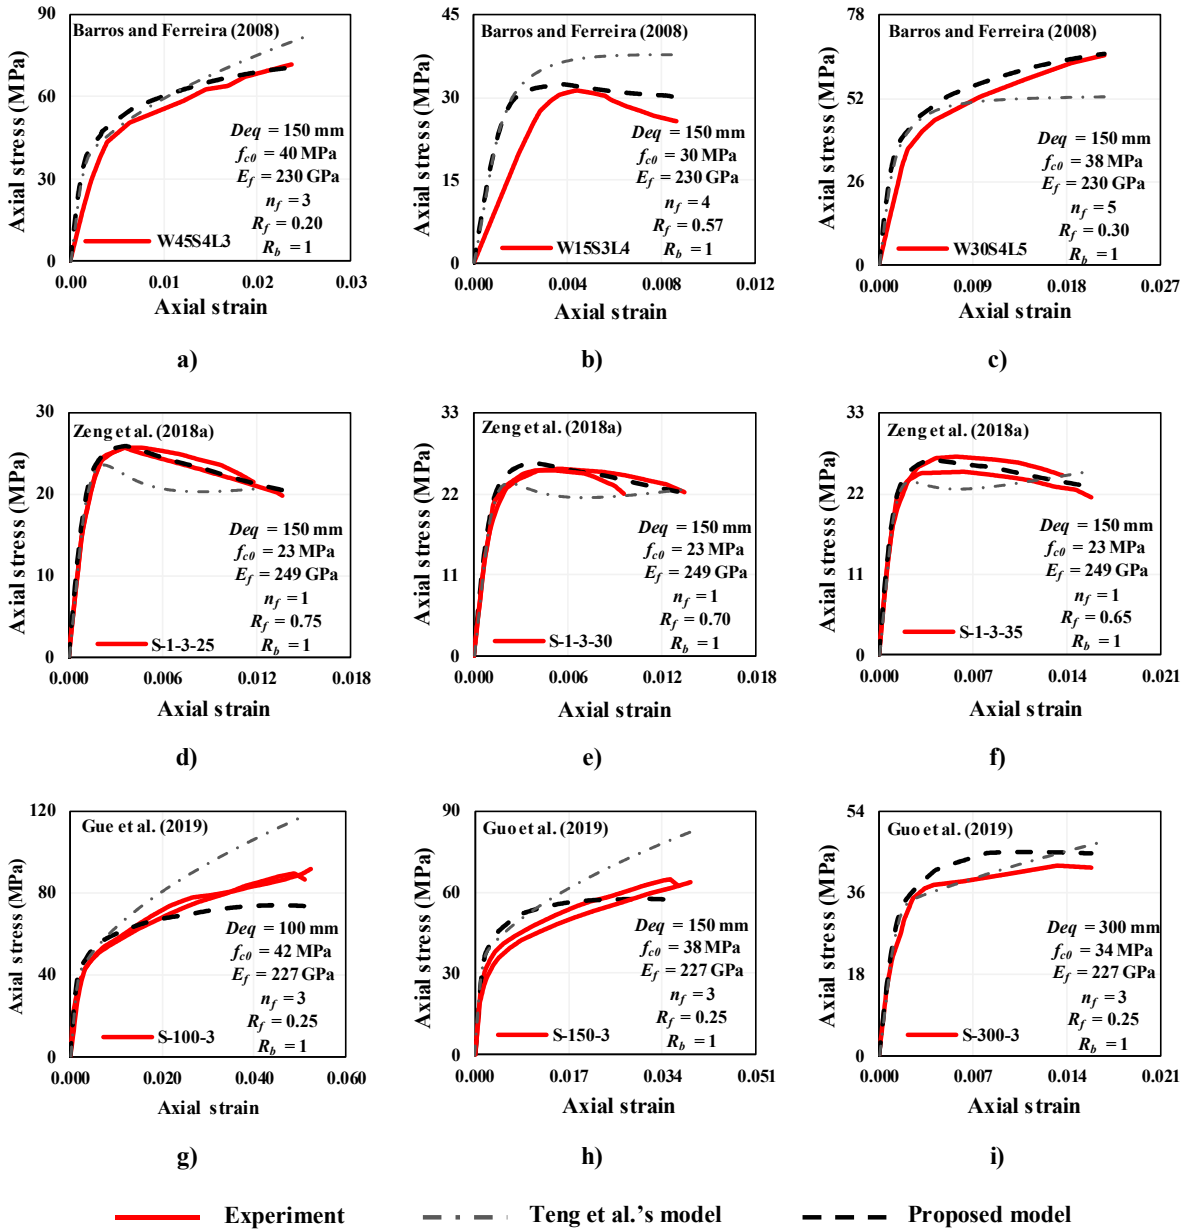 Barros and Ferreira (2008)
Axial stress (MPa)
90
60
30
0
Deq = 150 mm
fc0 = 40 MPa
Ef = 230 GPa
nf = 3
Rf = 0.20
Rb = 1
W45S4L3
0.00 0.01 0.02 0.03
Axial strain
a)
Barros and Ferreira (2008)
Axial stress (MPa)
45
30
15
0
Deq = 150 mm
fc0 = 30 MPa
Ef = 230 GPa
nf = 4
Rf = 0.57
Rb = 1
W15S3L4
0.000 0.004 0.008 0.012
Axial strain
b)
Barros and Ferreira (2008)
Axial stress (MPa)
78
52
26
0
Deq = 150 mm
fc0 = 38 MPa
Ef = 230 GPa
nf = 5
Rf = 0.30
Rb = 1
W30S4L5
0.000 0.009 0.018 0.027
Axial strain
c)
Zeng et al. (2018a)
Axial stress (MPa)
30
20
10
0
Deq = 150 mm
fc0 = 23 MPa
Ef = 249 GPa
nf = 1
Rf = 0.75
Rb = 1
S-1-3-25
0.000 0.006 0.012 0.018
Axial strain
d)
Zeng et al. (2018a)
Axial stress (MPa)
33
22
11
0
Deq = 150 mm
fc0 = 23 MPa
Ef = 249 GPa
nf = 1
Rf = 0.70
Rb = 1
S-1-3-30
0.000 0.006 0.012 0.018
Axial strain
e)
Zeng et al. (2018a)
Axial stress (MPa)
33
22
11
0
Deq = 150 mm
fc0 = 23 MPa
Ef = 249 GPa
nf = 1
Rf = 0.65
Rb = 1
S-1-3-35
0.000 0.007 0.014 0.021
Axial strain
f)
Gue et al. (2019)
Axial stress (MPa)
120
80
40
0
Deq = 100 mm
fc0 = 42 MPa
Ef = 227 GPa
nf = 3
Rf = 0.25
Rb = 1
S-100-3
0.000 0.020 0.040 0.060
Axial strain
g)
Guo et al. (2019)
Axial stress (MPa)
90
60
30
0
Deq = 150 mm
fc0 = 38 MPa
Ef = 227 GPa
nf = 3
Rf = 0.25
Rb = 1
S-150-3
0.000 0.017 0.034 0.051
Axial strain
h)
Guo et al. (2019)
Axial stress (MPa)
54
36
18
0
Deq = 300 mm
fc0 = 34 MPa
Ef = 227 GPa
nf = 3
Rf = 0.25
Rb = 1
S-300-3
0.000 0.007 0.014 0.021
Axial strain
i)
Experiment Teng et al.'s model Proposed model